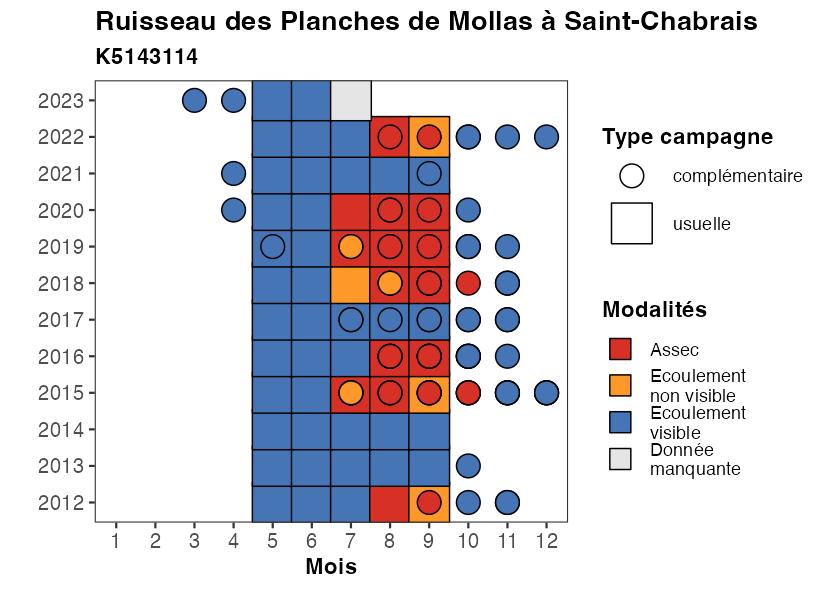 Ruisseau des Planches de Mollas à Saint-Chabrais
K5143114
2023
2022
2021
2020
2019
2018
2017
2016
2015
2014
2013
2012
1 2 3 4 5 6 7 8 9 10 11 12
Mois
Type campagne
complémentaire
usuelle
Modalités
Assec
Ecoulement
non visible
Ecoulement
visible
Donnée
manquante